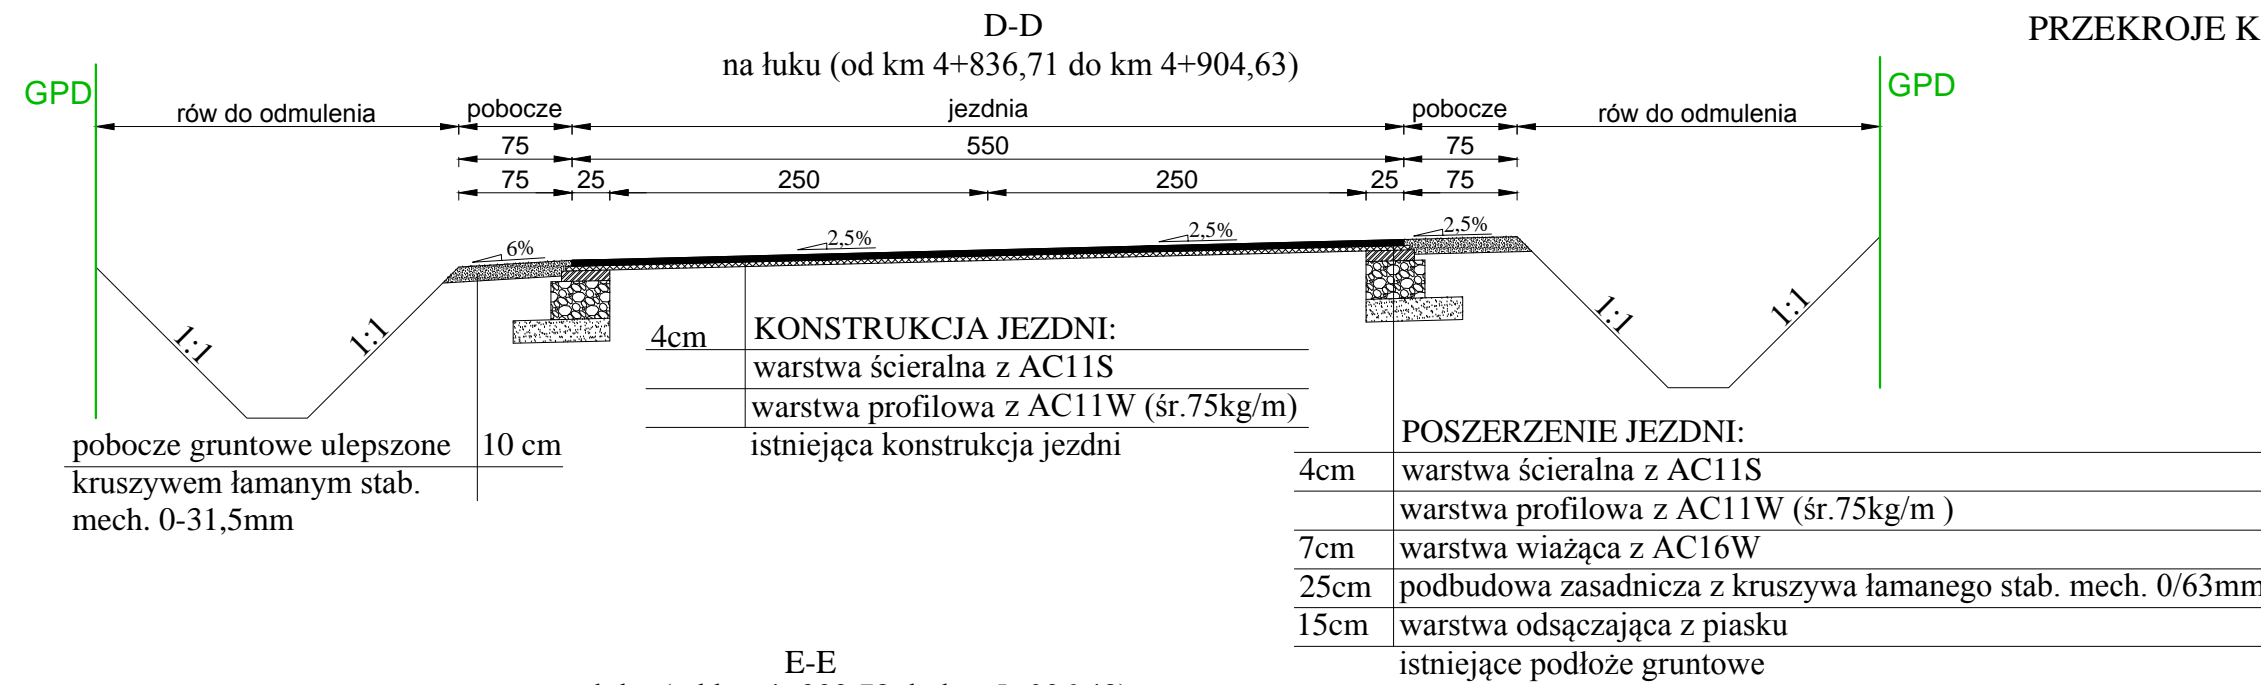 D-D
PRZEKROJE K
na łuku (od km 4+836,71 do km 4+904,63)
GPD
GPD
rów do odmulenia
pobocze
jezdnia
pobocze
rów do odmulenia
75
550
75
75
25
250
250
25
75
6%
2,5%
2,5%
2,5%
1:1
1:1
1:1
1:1
4cm
KONSTRUKCJA JEZDNI:
warstwa ścieralna z AC11S
warstwa profilowa z AC11W (śr.75kg/m)
istniejąca konstrukcja jezdni
pobocze gruntowe ulepszone 10 cm
kruszywem łamanym stab.
mech. 0-31,5mm
POSZERZENIE JEZDNI:
4cm warstwa ścieralna z AC11S
warstwa profilowa z AC11W (śr.75kg/m )
7cm warstwa wiażąca z AC16W
25cm podbudowa zasadnicza z kruszywa łamanego stab. mech. 0/63mm
15cm warstwa odsączająca z piasku
istniejące podłoże gruntowe
E-E